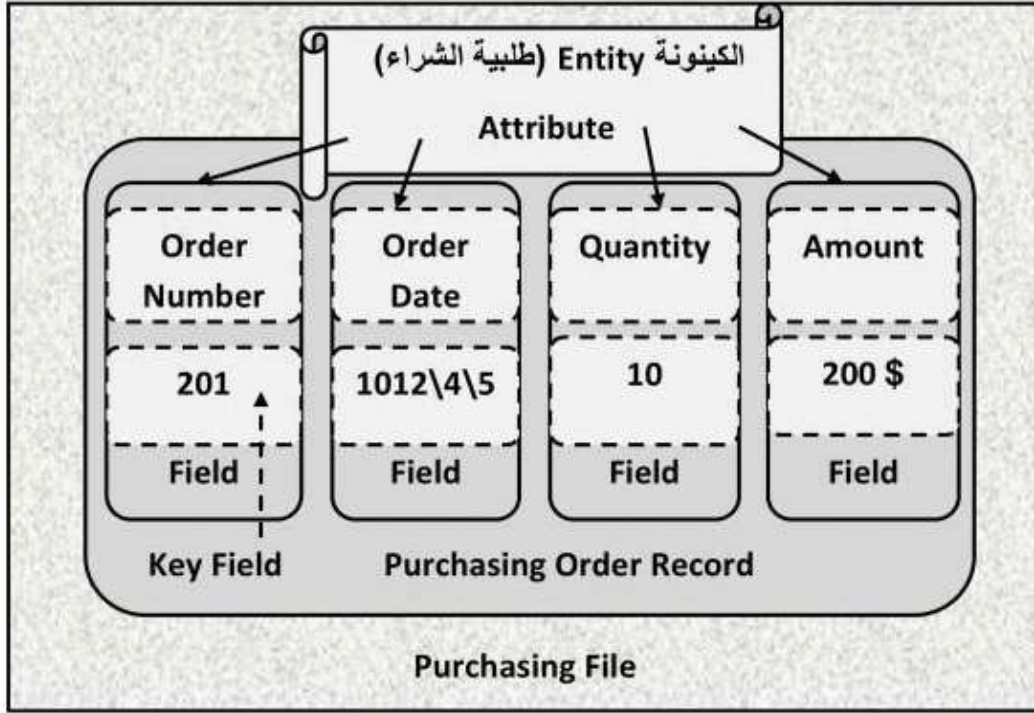 الكينونة Entity (طلبية الشراء)
Attribute
Order Number
Order Date
Quantity
Amount
201
1012\4\5
10
200 $
Field
Field
Field
Field
Key Field
Purchasing Order Record
Purchasing File